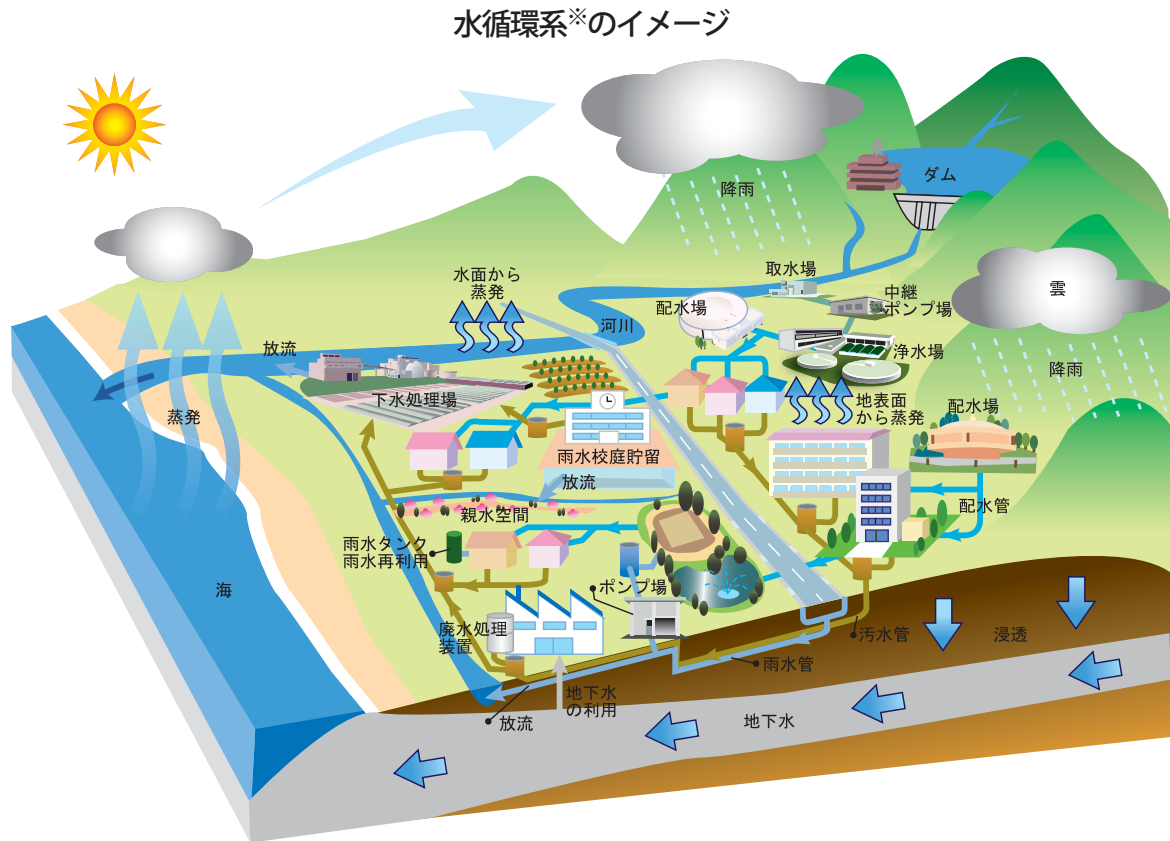 水循環系※のイメージ
降雨
ダム
取水場
水面から
蒸発
中継
ポンプ場
雲
配水場
河川
放流
浄水場
降雨
下水処理場
地表面
から蒸発
配水場
蒸発
雨水校庭貯留
放流
配水管
親水空間
雨水タンク
雨水再利用
海
ポンプ場
廃水処理
装置
汚水管
浸透
雨水管
地下水
の利用
放流
地下水